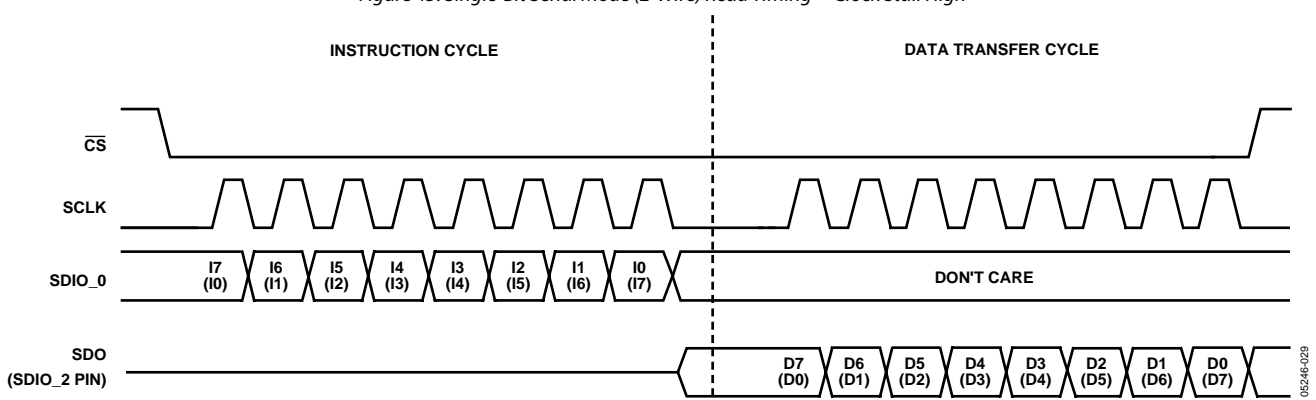 Single-Bit Serial Mode (2-Wire) Read Timing—Clock Stall High
INSTRUCTION CYCLE DATA TRANSFER CYCLE
CS
SCLK
SDIO_0 I7 I6 I5 I4 I3 I2 I1 I0 DON'T CARE
(I0) (I1) (I2) (I3) (I4) (I5) (I6) (I7)
SDO D7 D6 D5 D4 D3 D2 D1 D0
(SDIO_2 PIN) (D0) (D1) (D2) (D3) (D4) (D5) (D6) (D7)
05246-029